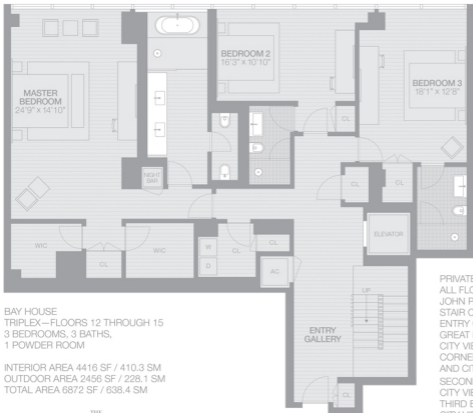 BEDROOM 2
16'3" x 10'10"
BEDROOM 3
18'1" x 12'8"
MASTER
BEDROOM
24'9" x 14'10"
CL
NIGHT
BAR
CL
CL
WIC
CL
WIC
W
D
CL
CL
AC
ELEVATOR
UP
ENTRY
GALLERY
CL
BAY HOUSE
TRIPLEX—FLOORS 12 THROUGH 15
3 BEDROOMS, 3 BATHS,
1 POWDER ROOM
INTERIOR AREA 4416 SF / 410.3 SM
OUTDOOR AREA 2456 SF / 228.1 SM
TOTAL AREA 6872 SF / 638.4 SM
THE
PRIVATE
ALL FLO
JOHN P
STAIR C
ENTRY
GREAT
CITY VIE
CORNE
AND CIT
SECON
CITY VIE
THIRD B